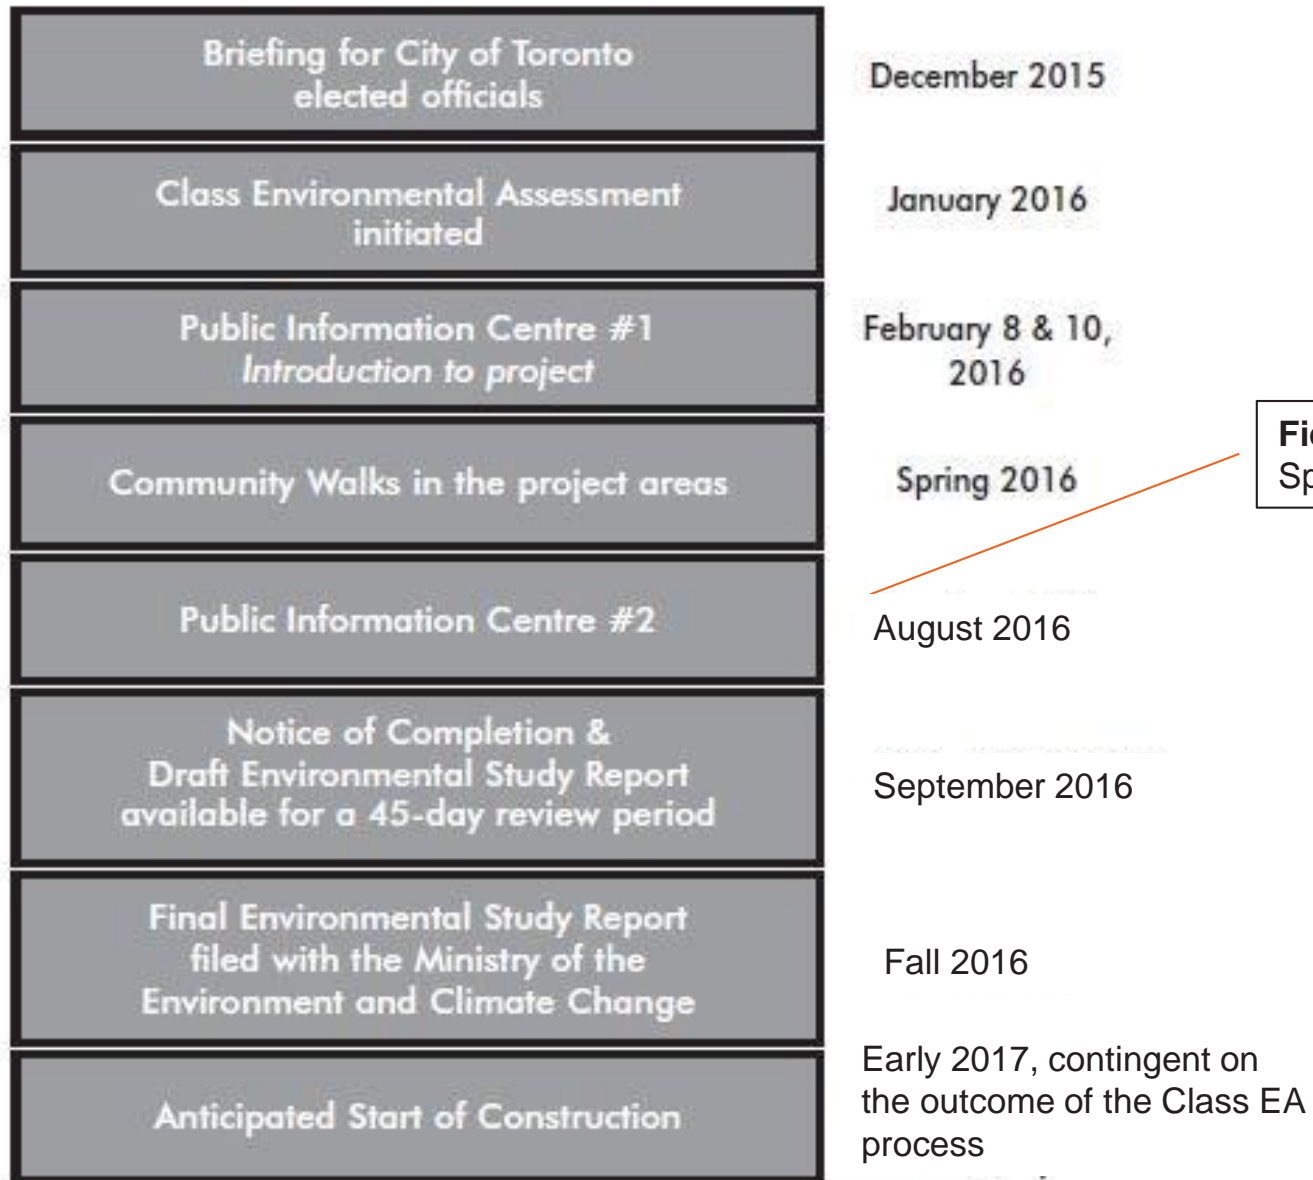 Briefing for City of Toronto
elected officials
December 2015
Class Environmental Assessment
initiated
January 2016
Public Information Centre #1
Introduction to project
February 8 & 10,
2016
Community Walks in the project areas
Spring 2016
Public Information Centre #2
August 2016
Notice of Completion &
Draft Environmental Study Report
available for a 45-day review period
September 2016
Final Environmental Study Report
filed with the Ministry of the
Environment and Climate Change
Fall 2016
Anticipated Start of Construction
Early 2017, contingent on
the outcome of the Class EA
process